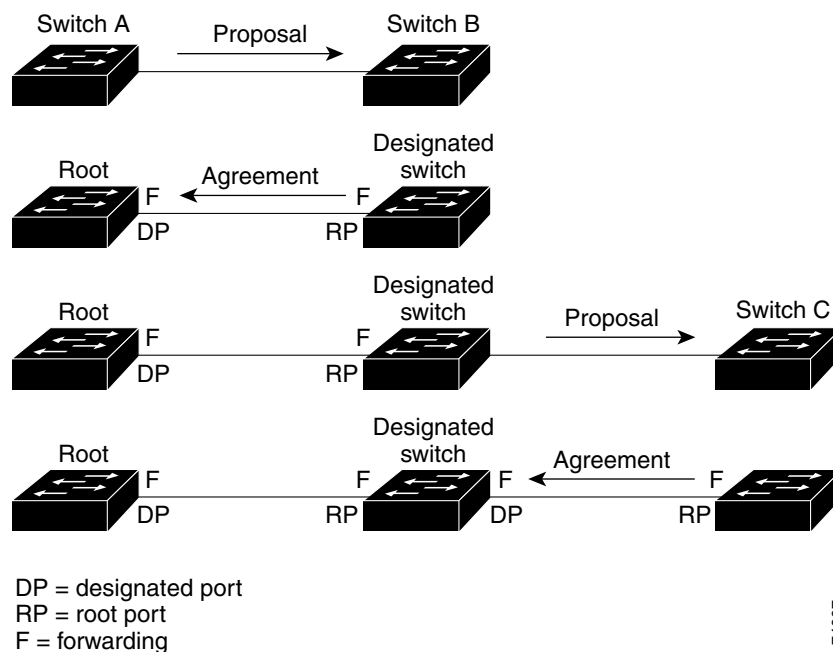 Switch A
Proposal
Switch B
Root
F
Agreement
F
Designated
switch
DP
RP
Root
F
F
Designated
switch
Proposal
Switch C
DP
RP
Root
F
F
Designated
switch
F
Agreement
F
DP
RP
DP
RP
DP = designated port
RP = root port
F = forwarding